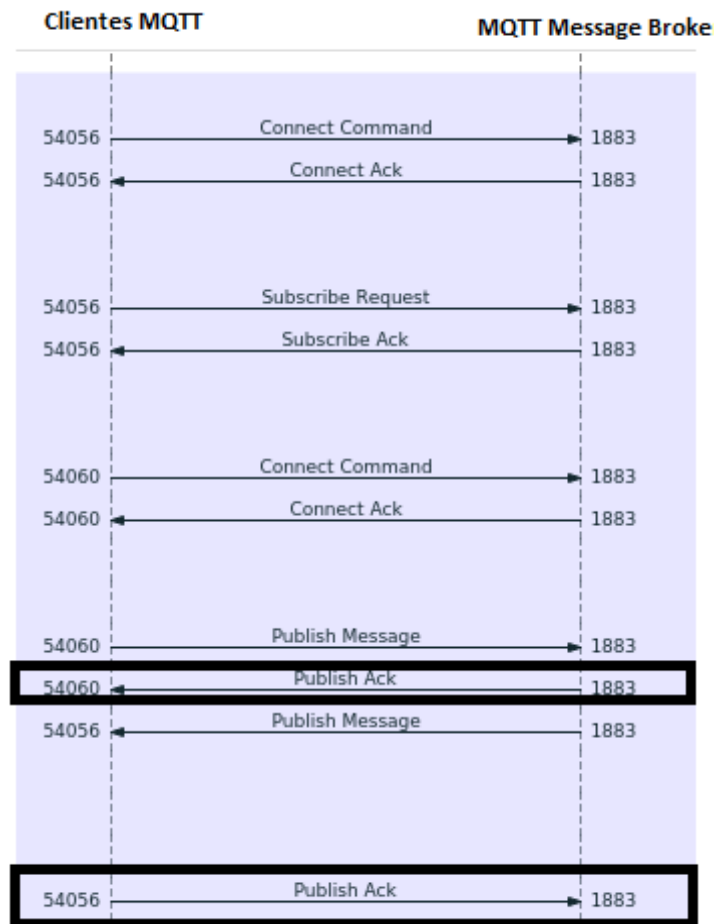 Clientes MQTT MQTT Message Broke
Connect Command
54056 1883
Connect Ack
54056 1883
Subscribe Request
54056 1883
Subscribe Ack
54056 1883
Connect Command
54060 1883
Connect Ack
54060 1883
Publish Message
54060 1883
Publish Ack
54060 1883
Publish Message
54056 1883
Publish Ack
54056 1883